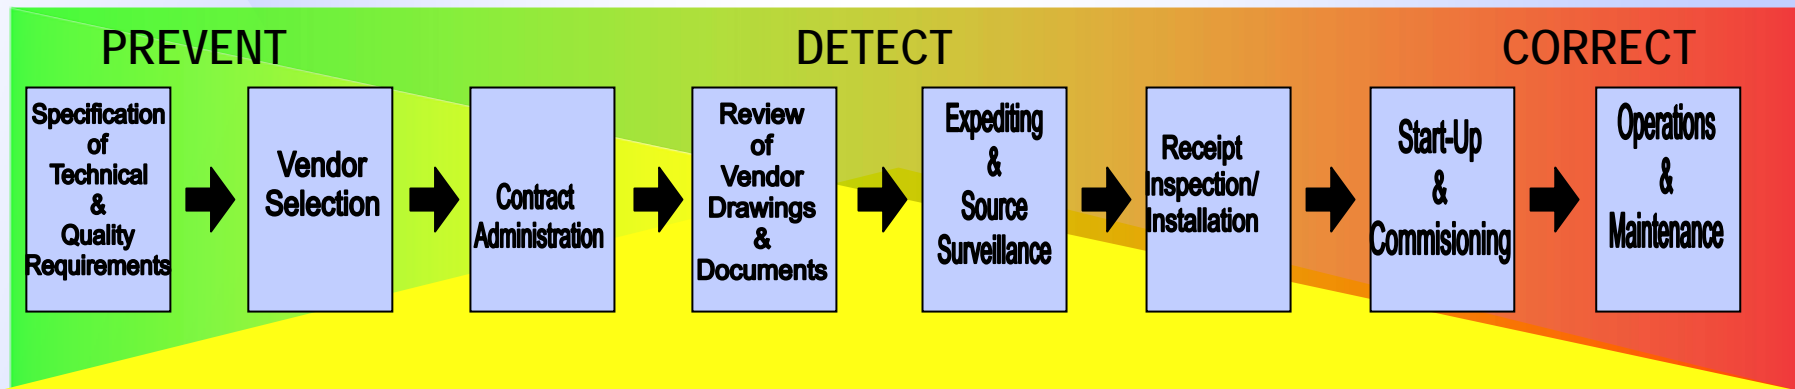 PREVENT
DETECT
CORRECT
Specification
of
Technical
&
Quality
Requirements
Vendor
Selection
Contract
Administration
Review
of
Vendor
Drawings
&
Documents
Expediting
&
Source
Surveillance
Receipt
Inspection/
Installation
Start-Up
&
Commisioning
Operations
&
Maintenance